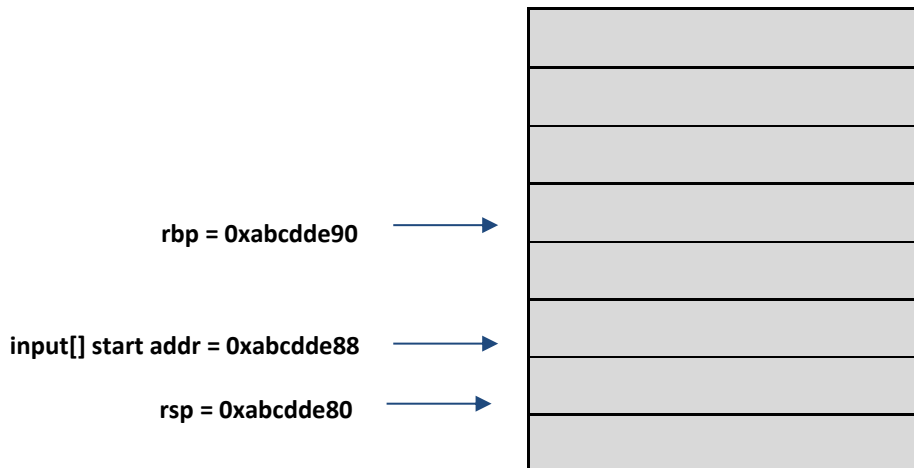 rbp = 0xabcdde90
input[] start addr = 0xabcdde88
rsp = 0xabcdde80